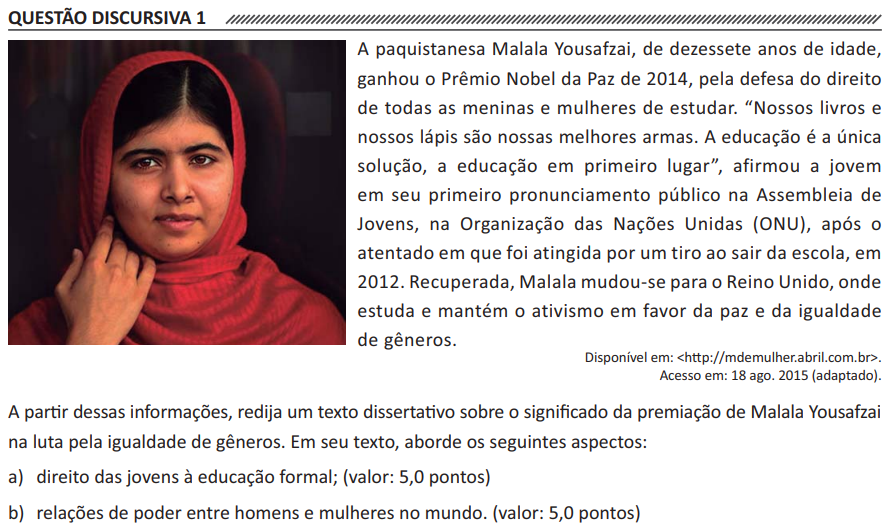 QUESTÃO DISCURSIVA 1
A paquistanesa Malala Yousafzai, de dezessete anos de idade,
ganhou o Prêmio Nobel da Paz de 2014, pela defesa do direito
de todas as meninas e mulheres de estudar. “Nossos livros e
nossos lápis são nossas melhores armas. A educação é a única
solução, a educação em primeiro lugar”, afirmou a jovem
em seu primeiro pronunciamento público na Assembleia de
Jovens, na Organização das Nações Unidas (ONU), após o
atentado em que foi atingida por um tiro ao sair da escola, em
2012. Recuperada, Malala mudou-se para o Reino Unido, onde
estuda e mantém o ativismo em favor da paz e da igualdade
de gêneros.
Disponível em: <http://mdemulher.abril.com.br>.
Acesso em: 18 ago. 2015 (adaptado).
A partir dessas informações, redija um texto dissertativo sobre o significado da premiação de Malala Yousafzai
na luta pela igualdade de gêneros. Em seu texto, aborde os seguintes aspectos:
a) direito das jovens à educação formal; (valor: 5,0 pontos)
b) relações de poder entre homens e mulheres no mundo. (valor: 5,0 pontos)